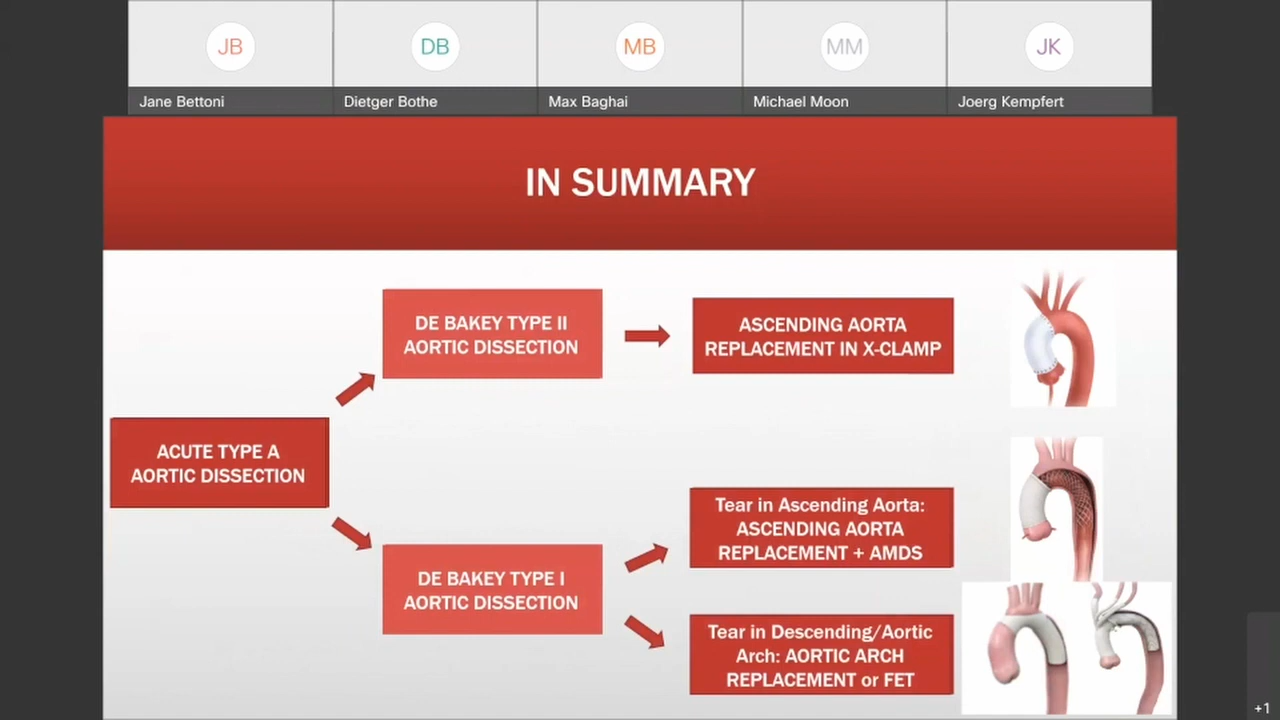 JB
DB
MB
MM
JK
Jane Bettoni
Dietger Bothe
Max Baghai
Michael Moon
Joerg Kempfert
IN SUMMARY
DE BAKEY TYPE II
AORTIC DISSECTION
ASCENDING AORTA
REPLACEMENT IN X-CLAMP
ACUTE TYPE A
AORTIC DISSECTION
DE BAKEY TYPE I
AORTIC DISSECTION
Tear in Ascending Aorta:
ASCENDING AORTA
REPLACEMENT + AMDS
Tear in Descending/Aortic
Arch: AORTIC ARCH
REPLACEMENT or FET
+1